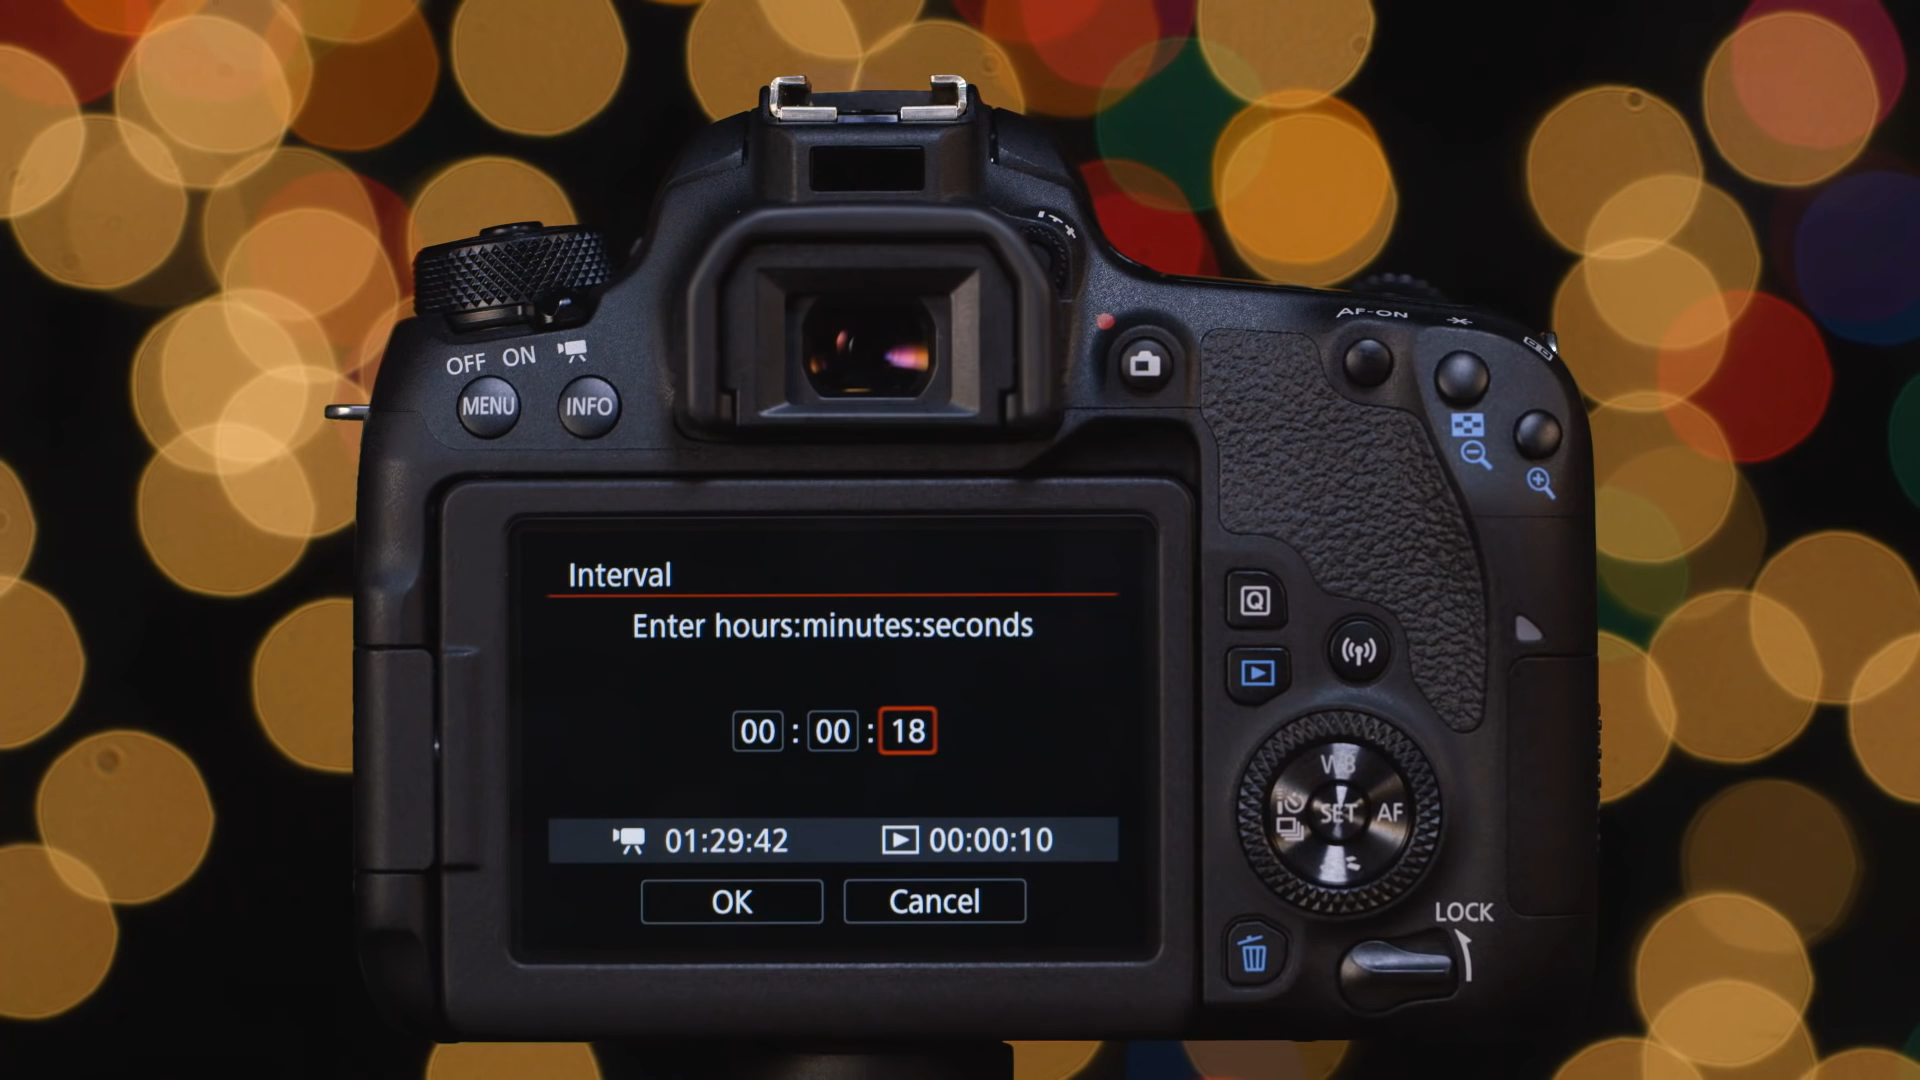 AF-ON
OFF ON
MENU INFO
Interval
Enter hours:minutes:seconds
Q
00 : 00 : 18
WB
SET AF
01:29:42 00:00:10
OK Cancel
LOCK